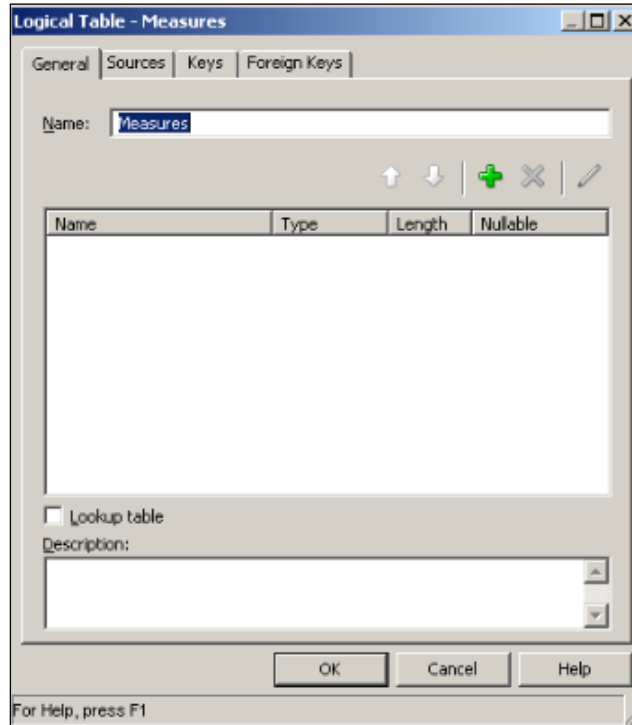 Logical Table - Measures
General Sources Keys Foreign Keys
Name: Measures
Name Type Length Nullable
Lookup table
Description:
OK Cancel Help
For Help, press F1